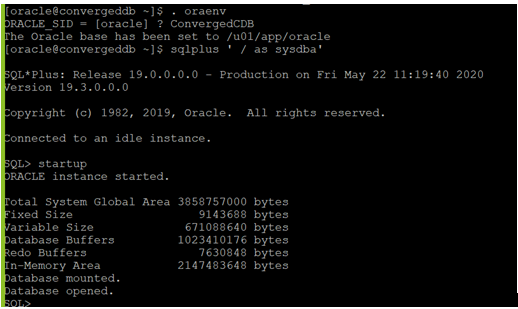 [oracle@convergeddb ~]$ . oraenv
ORACLE_SID = [oracle] ? ConvergedCDB
The Oracle base has been set to /u01/app/oracle
[oracle@convergeddb ~]$ sqlplus ' / as sysdba'
SQL*Plus: Release 19.0.0.0.0 - Production on Fri May 22 11:19:40 2020
Version 19.3.0.0.0
Copyright (c) 1982, 2019, Oracle.  All rights reserved.
Connected to an idle instance.
SQL> startup
ORACLE instance started.
Total System Global Area 3858757000 bytes
Fixed Size                  9143688 bytes
Variable Size             671088640 bytes
Database Buffers         1023410176 bytes
Redo Buffers                7630848 bytes
In-Memory Area           2147483648 bytes
Database mounted.
Database opened.
SQL>